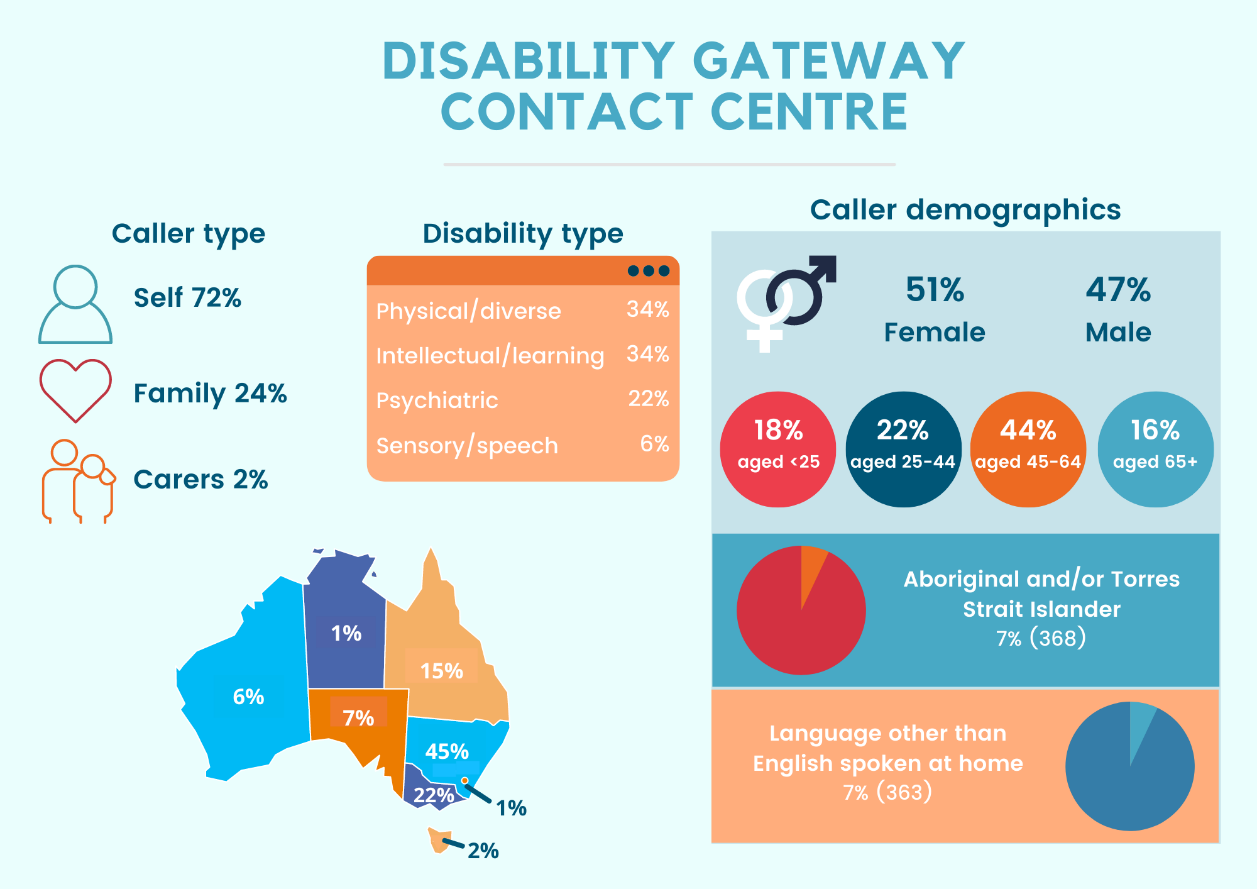 DISABILITY GATEWAY
CONTACT CENTRE
Caller type
Self 72%
Family 24%
Carers 2%
Disability type
Physical/diverse 34%
Intellectual/learning 34%
Psychiatric 22%
Sensory/speech 6%
Caller demographics
51% 47%
Female Male
18% 22% 44% 16%
aged <25 aged 25-44 aged 45-64 aged 65+
Aboriginal and/or Torres
Strait Islander
7% (368)
Language other than
English spoken at home
7% (363)
1%
15%
6%
7%
45%
22%
1%
2%